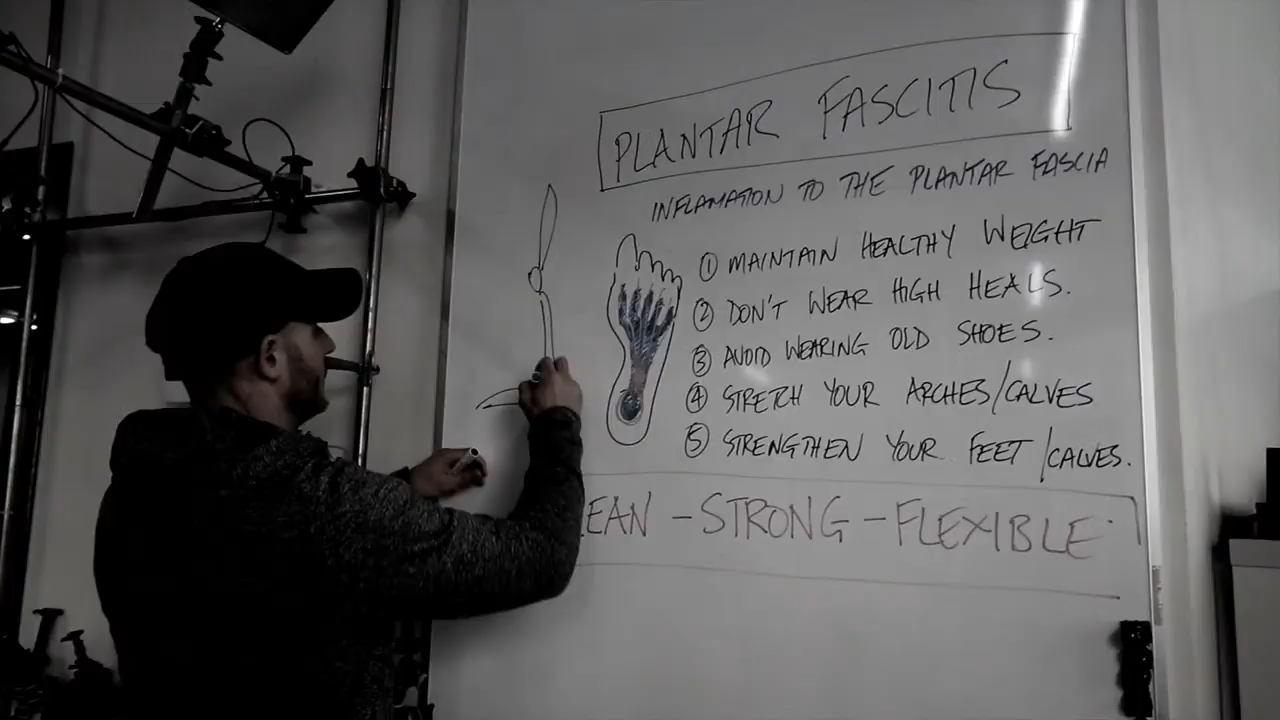 PLANTAR FASCITIS
INFLAMATION TO THE PLANTAR FASCIA
① MAINTAIN HEALTHY WEIGHT
② DON'T WEAR HIGH HEALS.
③ AVOID WEARING OLD SHOES.
④ STRETCH YOUR ARCHES/CALVES
⑤ STRENGTHEN YOUR FEET/CALVES.
EAN - STRONG - FLEXIBLE